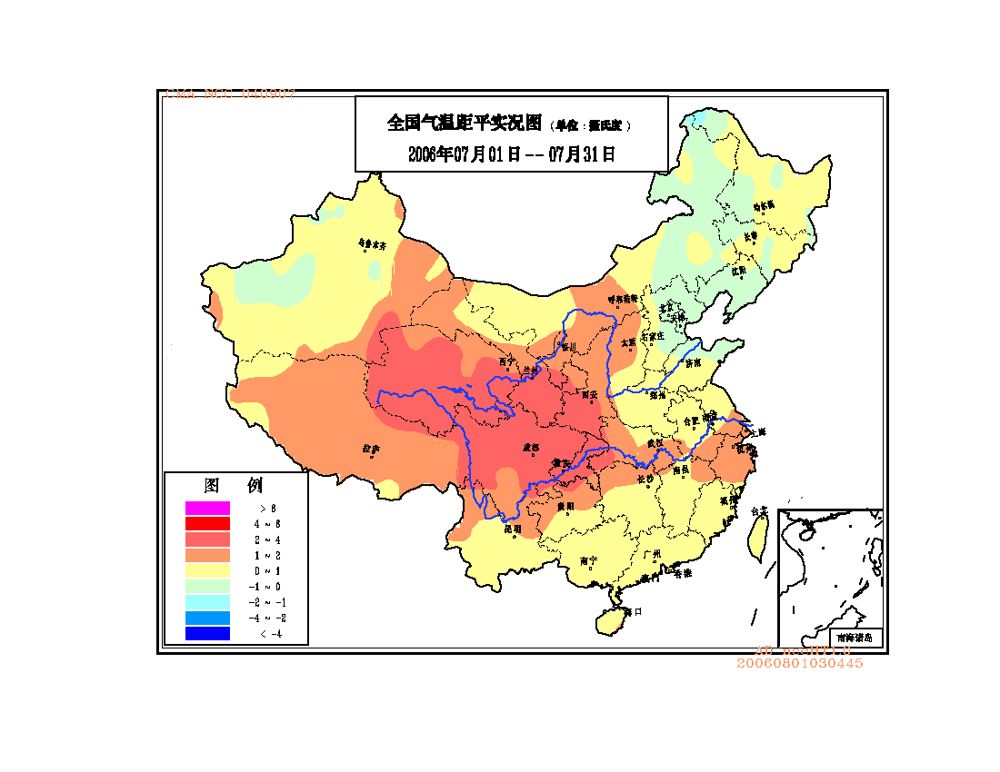 CMA NCC 040902
全国气温距平实况图 (单位:摄氏度)
2006年07月01日 -- 07月31日
哈尔滨
长春
乌鲁木齐
沈阳
呼和浩特
北京
天津
银川
太原
石家庄
西宁
兰州
济南
西安
郑州
合肥
南京
上海
拉萨
成都
武汉
杭州
重庆
长沙
南昌
贵阳
福州
昆明
台北
南宁
广州
澳门
香港
海口
图 例
> 6
4 ~ 6
2 ~ 4
1 ~ 2
0 ~ 1
-1 ~ 0
-2 ~ -1
-4 ~ -2
< -4
南海诸岛
20060801030445